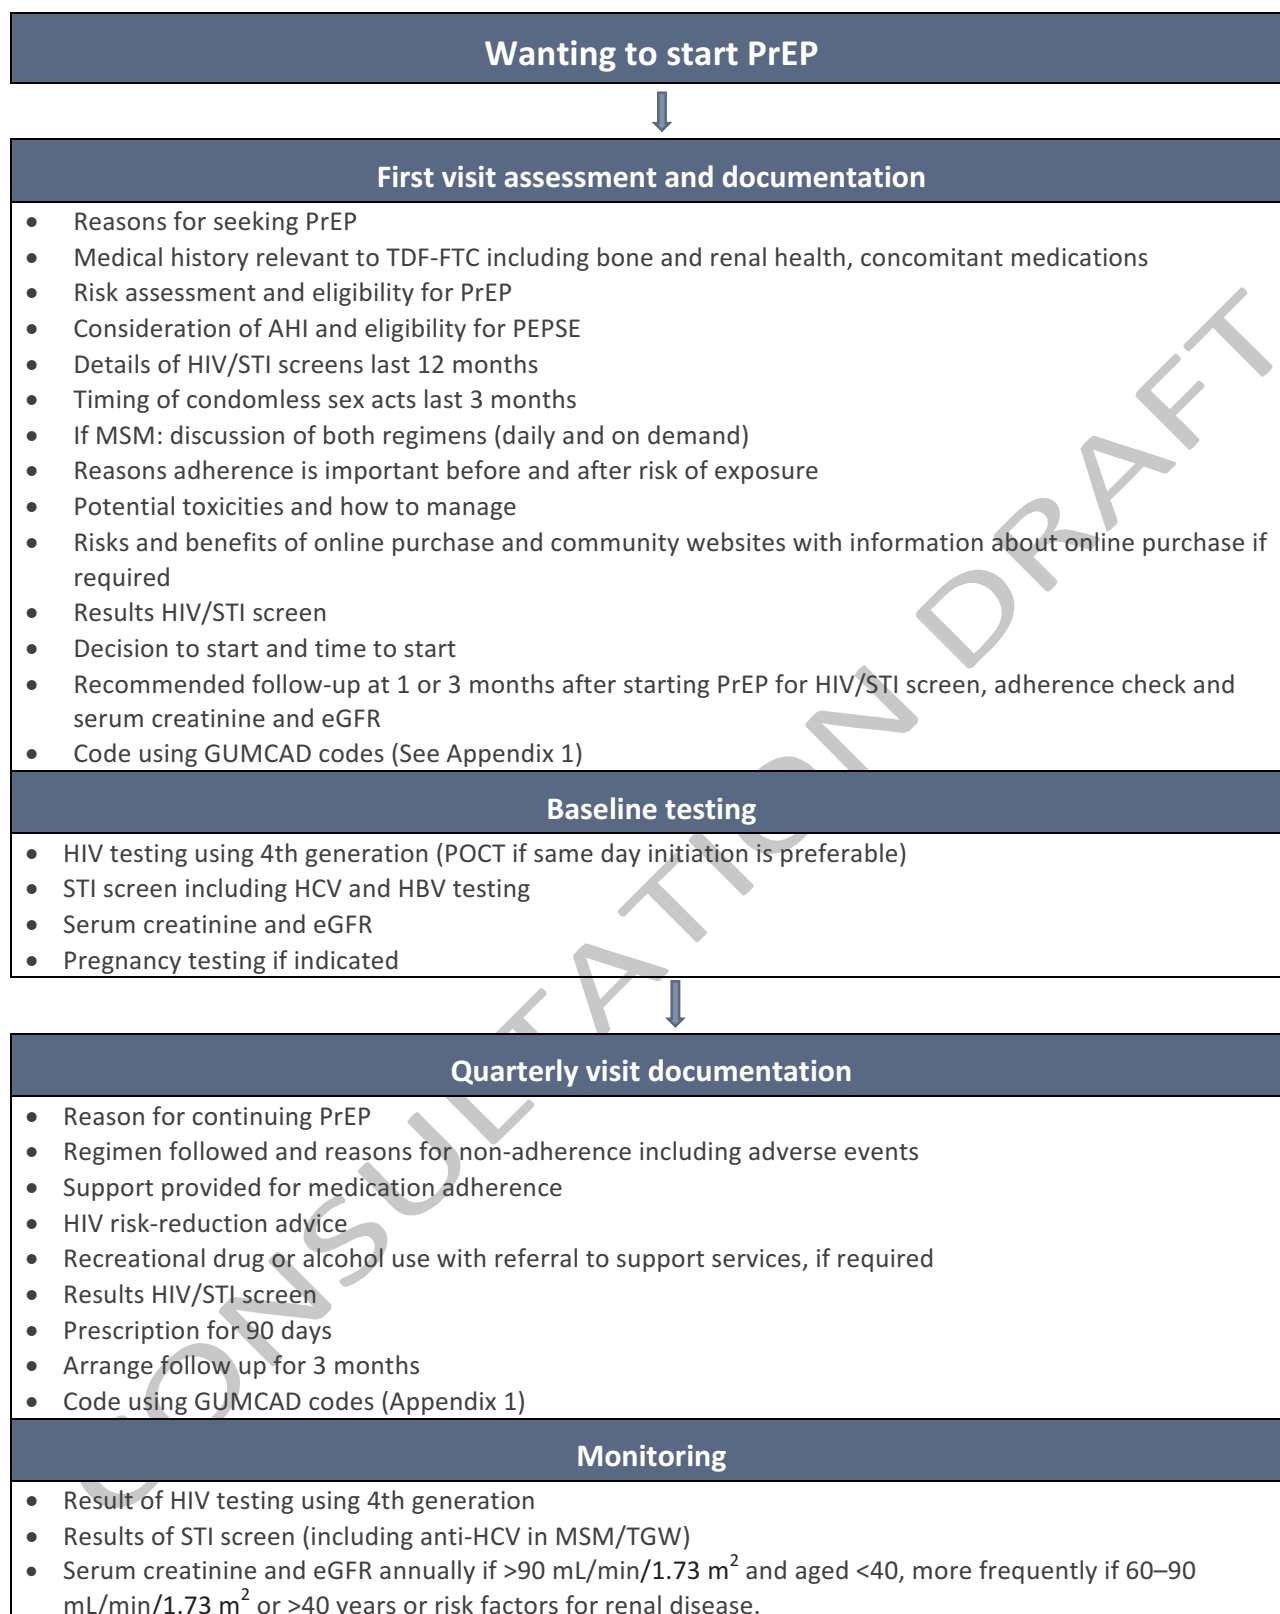 Wanting to start PrEP
First visit assessment and documentation
• Reasons for seeking PrEP
• Medical history relevant to TDF-FTC including bone and renal health, concomitant medications
• Risk assessment and eligibility for PrEP
• Consideration of AHI and eligibility for PEPSE
• Details of HIV/STI screens last 12 months
• Timing of condomless sex acts last 3 months
• If MSM: discussion of both regimens (daily and on demand)
• Reasons adherence is important before and after risk of exposure
• Potential toxicities and how to manage
• Risks and benefits of online purchase and community websites with information about online purchase if
required
• Results HIV/STI screen
• Decision to start and time to start
• Recommended follow-up at 1 or 3 months after starting PrEP for HIV/STI screen, adherence check and
serum creatinine and eGFR
• Code using GUMCAD codes (See Appendix 1)
Baseline testing
• HIV testing using 4th generation (POCT if same day initiation is preferable)
• STI screen including HCV and HBV testing
• Serum creatinine and eGFR
• Pregnancy testing if indicated
Quarterly visit documentation
• Reason for continuing PrEP
• Regimen followed and reasons for non-adherence including adverse events
• Support provided for medication adherence
• HIV risk-reduction advice
• Recreational drug or alcohol use with referral to support services, if required
• Results HIV/STI screen
• Prescription for 90 days
• Arrange follow up for 3 months
• Code using GUMCAD codes (Appendix 1)
Monitoring
• Result of HIV testing using 4th generation
• Results of STI screen (including anti-HCV in MSM/TGW)
• Serum creatinine and eGFR annually if >90 mL/min/1.73 m² and aged <40, more frequently if 60–90
mL/min/1.73 m² or >40 years or risk factors for renal disease.
CONSULTATION DRAFT